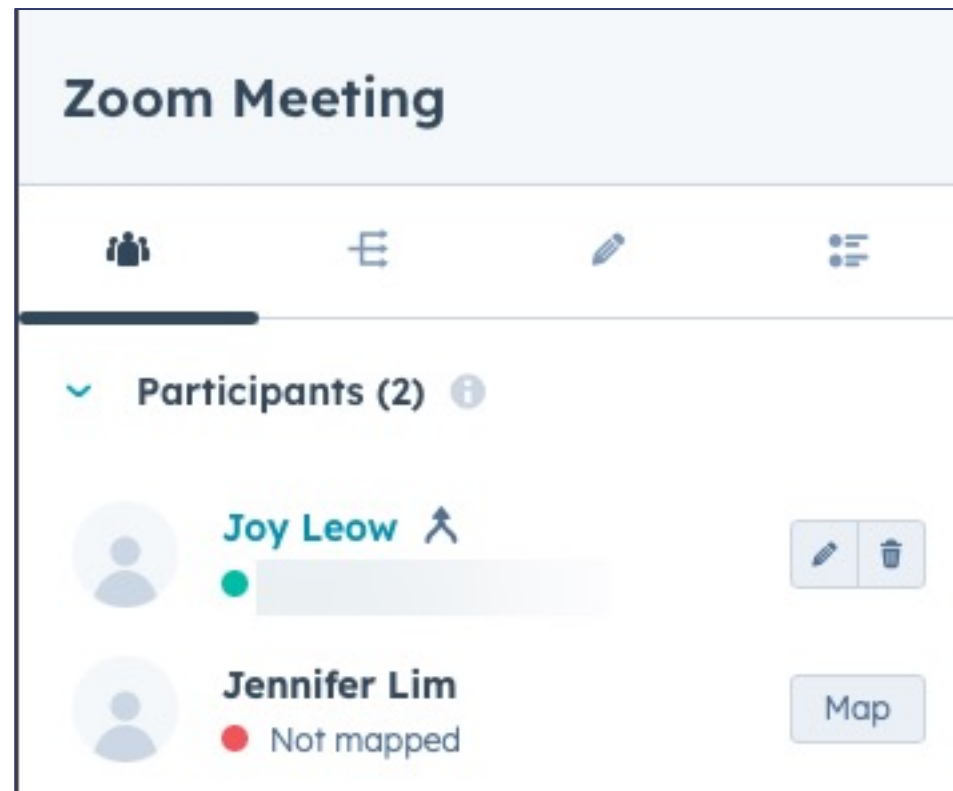 Zoom Meeting
Participants (2)
Joy Leow
Jennifer Lim
Not mapped
Map